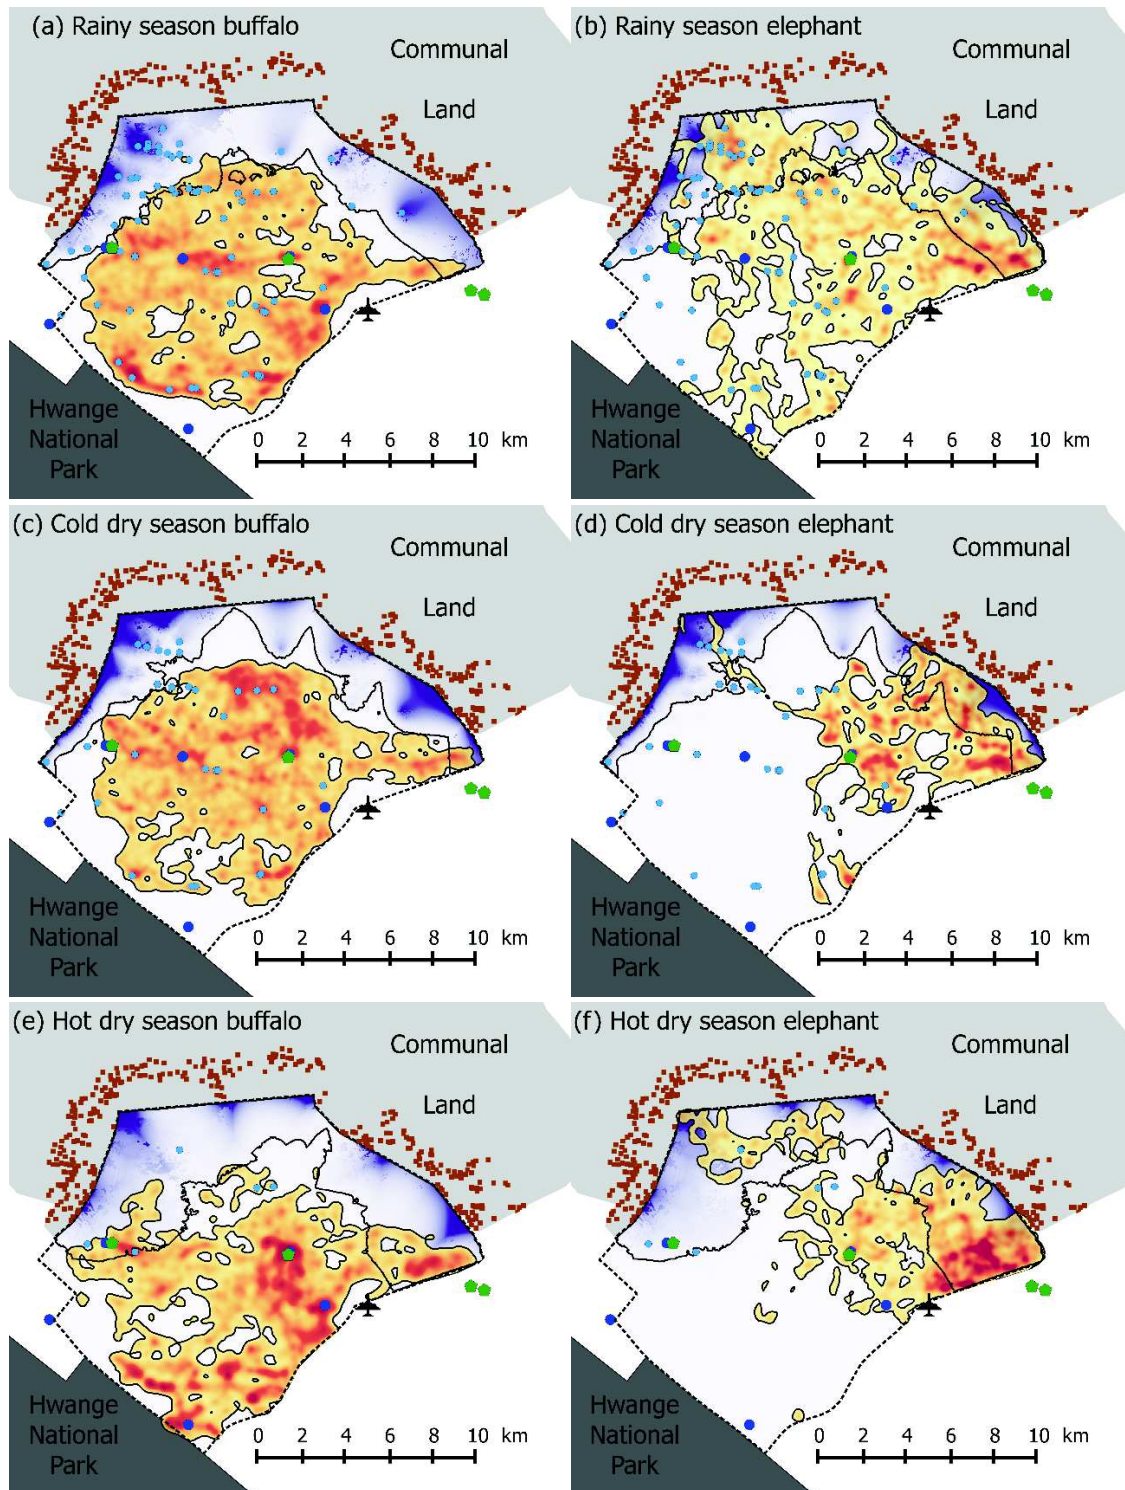 (a) Rainy season buffalo
Communal
Land
Hwange
National
Park
0 2 4 6 8 10 km
(b) Rainy season elephant
Communal
Land
Hwange
National
Park
0 2 4 6 8 10 km
(c) Cold dry season buffalo
Communal
Land
Hwange
National
Park
0 2 4 6 8 10 km
(d) Cold dry season elephant
Communal
Land
Hwange
National
Park
0 2 4 6 8 10 km
(e) Hot dry season buffalo
Communal
Land
Hwange
National
Park
0 2 4 6 8 10 km
(f) Hot dry season elephant
Communal
Land
Hwange
National
Park
0 2 4 6 8 10 km